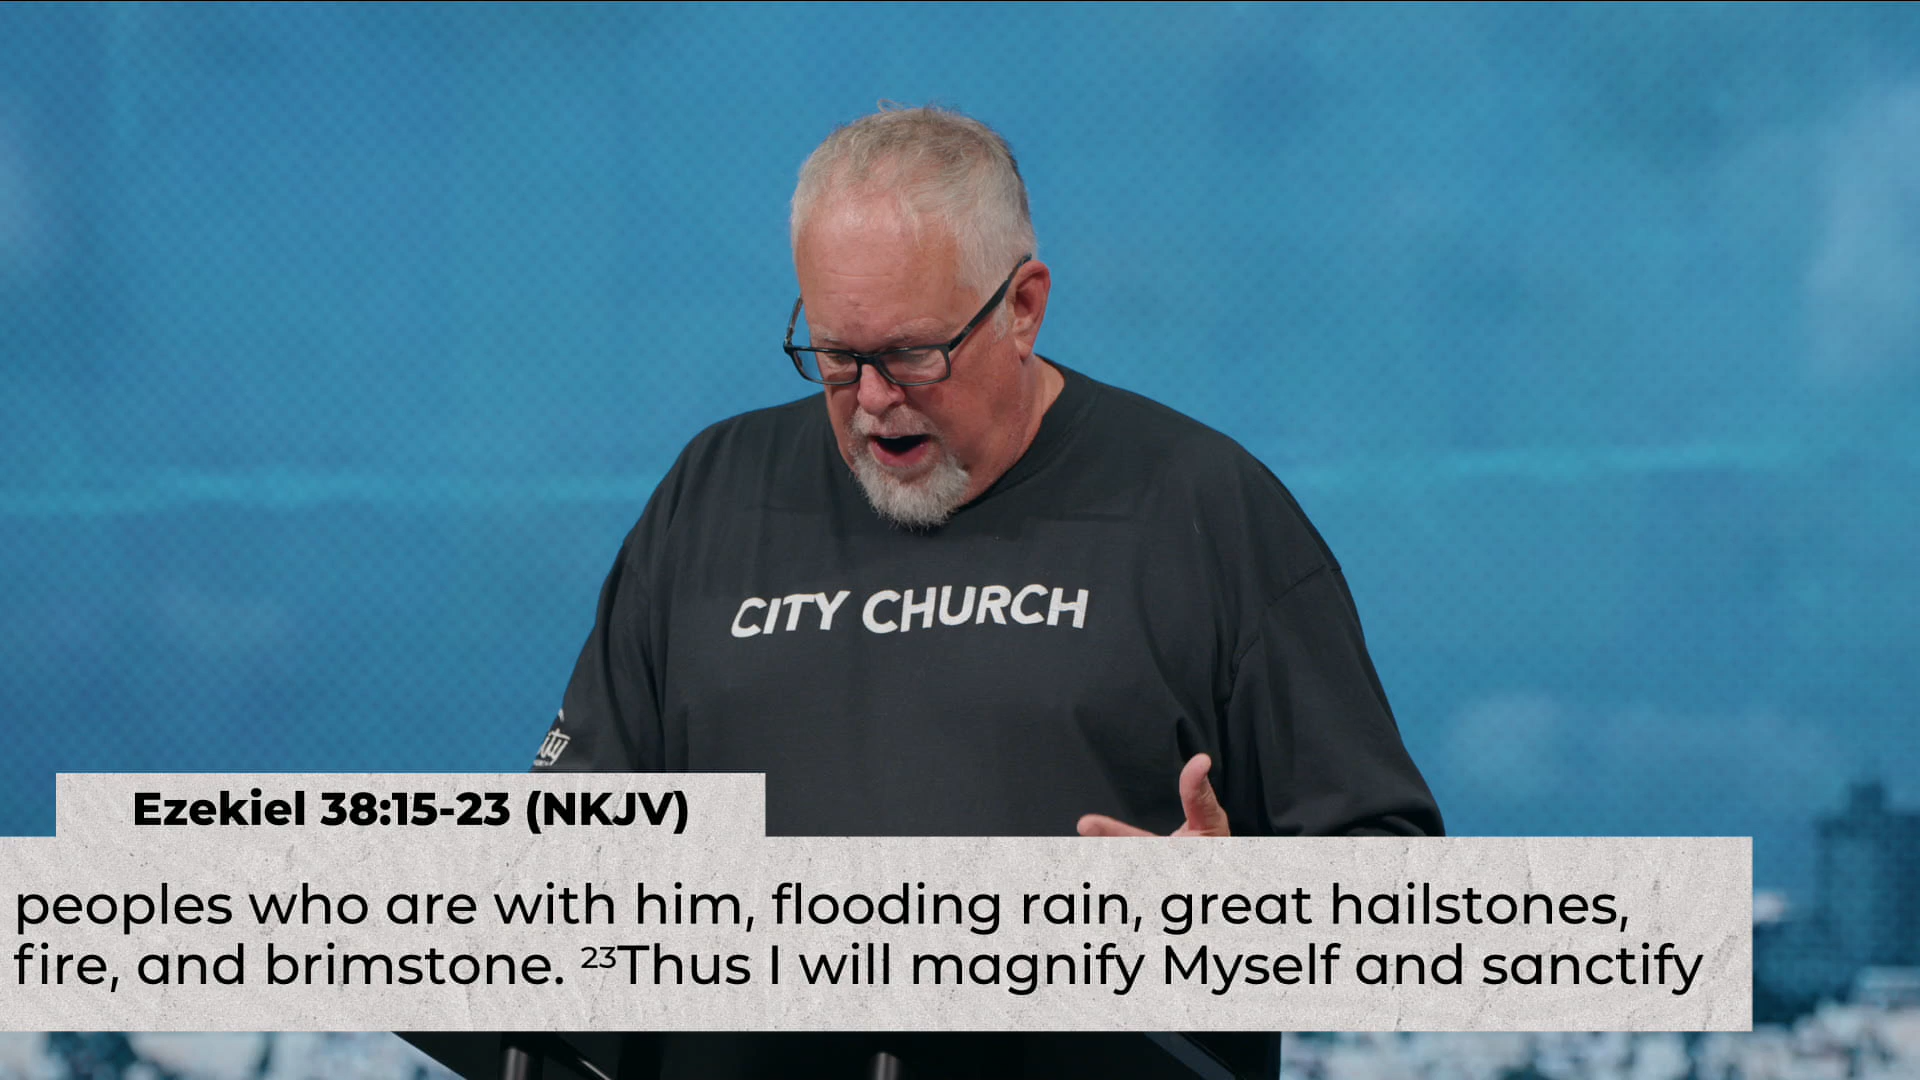 CITY CHURCH
Ezekiel 38:15-23 (NKJV)
peoples who are with him, flooding rain, great hailstones,
fire, and brimstone. ²³Thus I will magnify Myself and sanctify